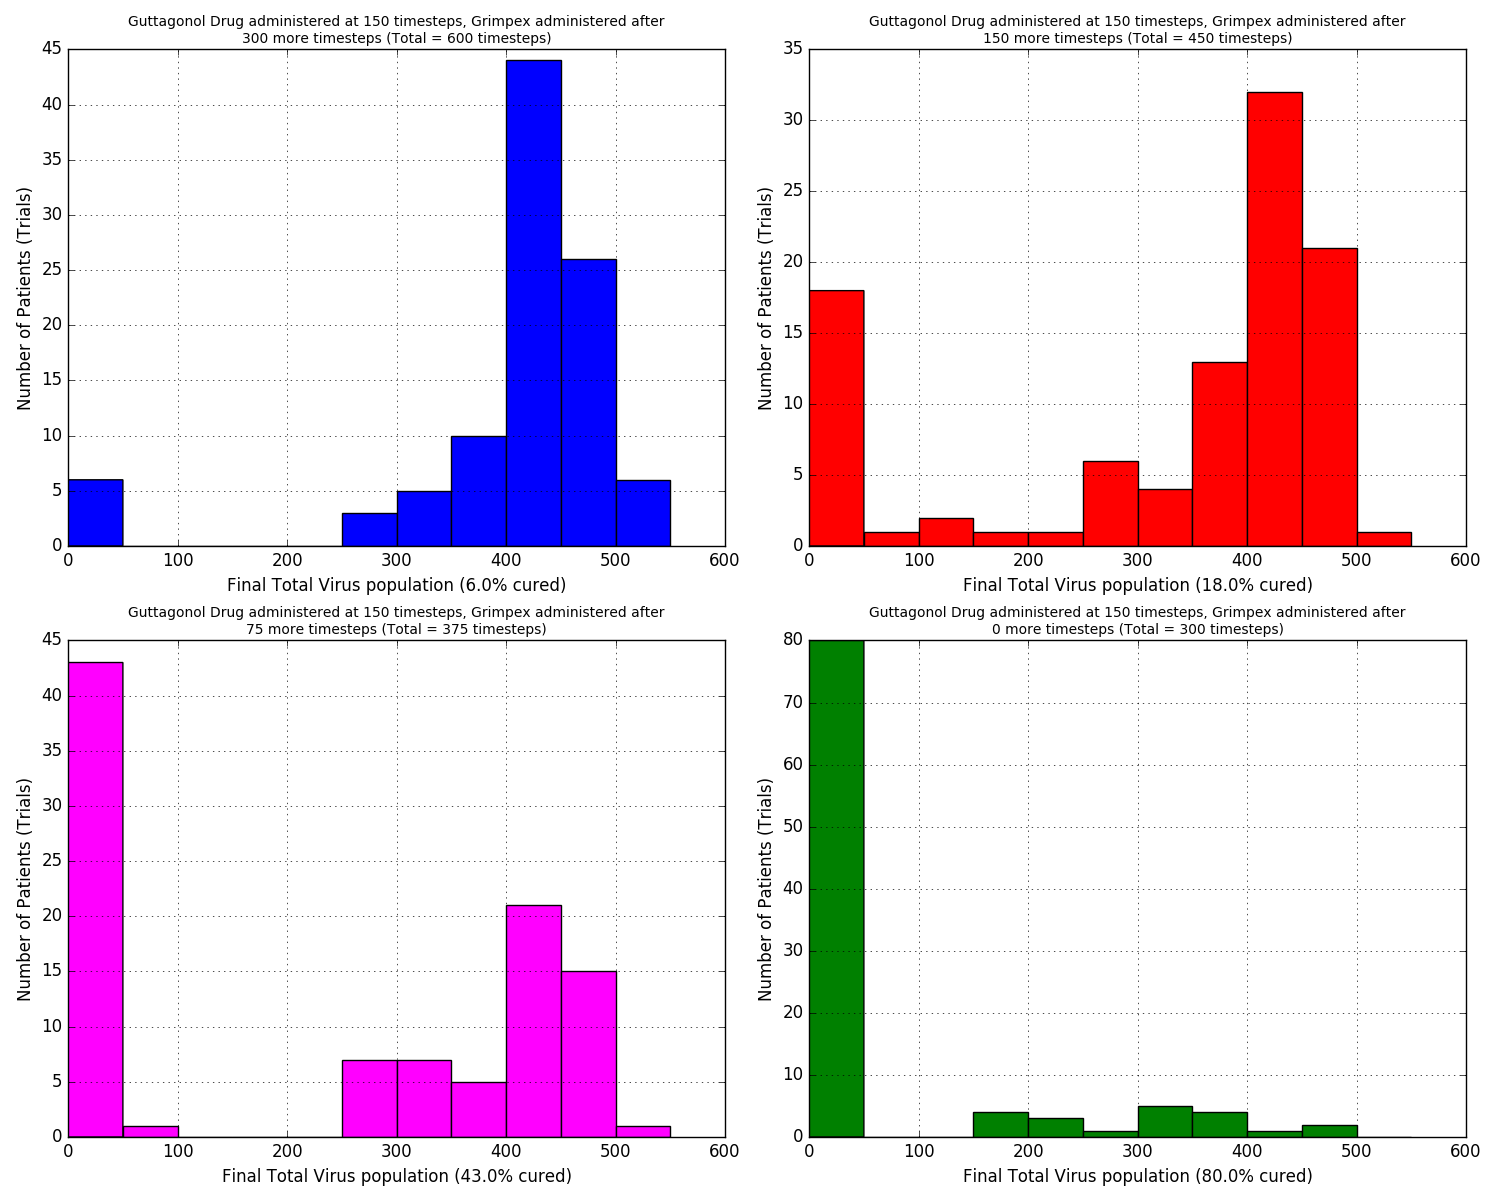 Guttagonol Drug administered at 150 timesteps, Grimpex administered after
300 more timesteps (Total = 600 timesteps)
45
40
35
30
25
20
15
10
5
0
Number of Patients (Trials)
0 100 200 300 400 500 600
Final Total Virus population (6.0% cured)
Guttagonol Drug administered at 150 timesteps, Grimpex administered after
150 more timesteps (Total = 450 timesteps)
35
30
25
20
15
10
5
0
Number of Patients (Trials)
0 100 200 300 400 500 600
Final Total Virus population (18.0% cured)
Guttagonol Drug administered at 150 timesteps, Grimpex administered after
75 more timesteps (Total = 375 timesteps)
45
40
35
30
25
20
15
10
5
0
Number of Patients (Trials)
0 100 200 300 400 500 600
Final Total Virus population (43.0% cured)
Guttagonol Drug administered at 150 timesteps, Grimpex administered after
0 more timesteps (Total = 300 timesteps)
80
70
60
50
40
30
20
10
0
Number of Patients (Trials)
0 100 200 300 400 500 600
Final Total Virus population (80.0% cured)